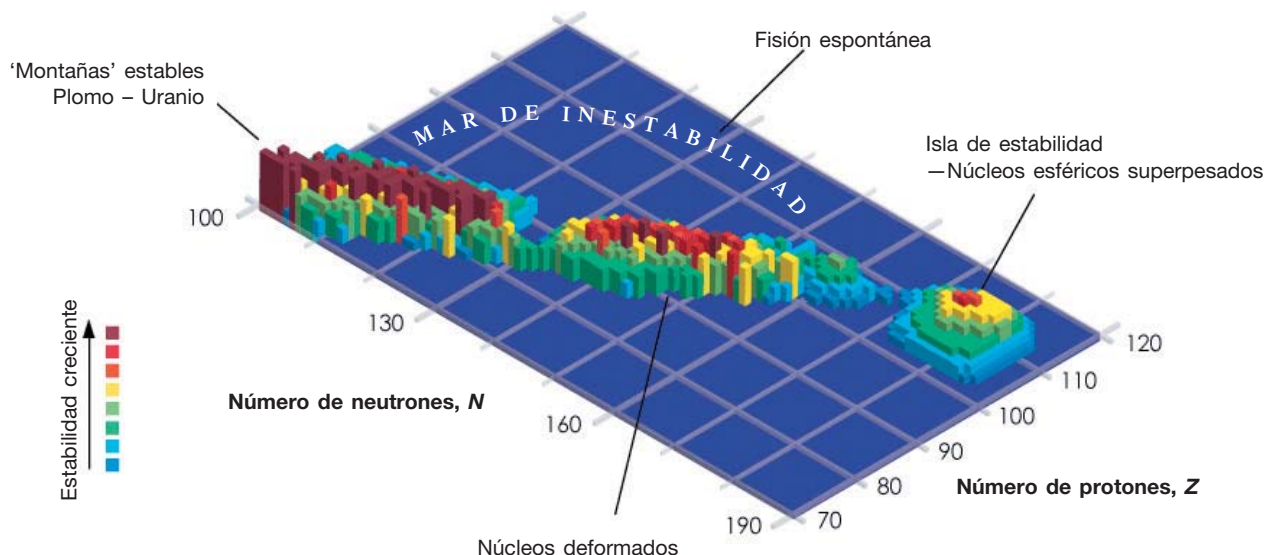 Fisión espontánea
‘Montañas’ estables
Plomo – Uranio
MAR DE INESTABILIDAD
Isla de estabilidad
—Núcleos esféricos superpesados
100
130
160
190
Número de neutrones, N
70
80
90
100
110
120
Número de protones, Z
Estabilidad creciente
Núcleos deformados